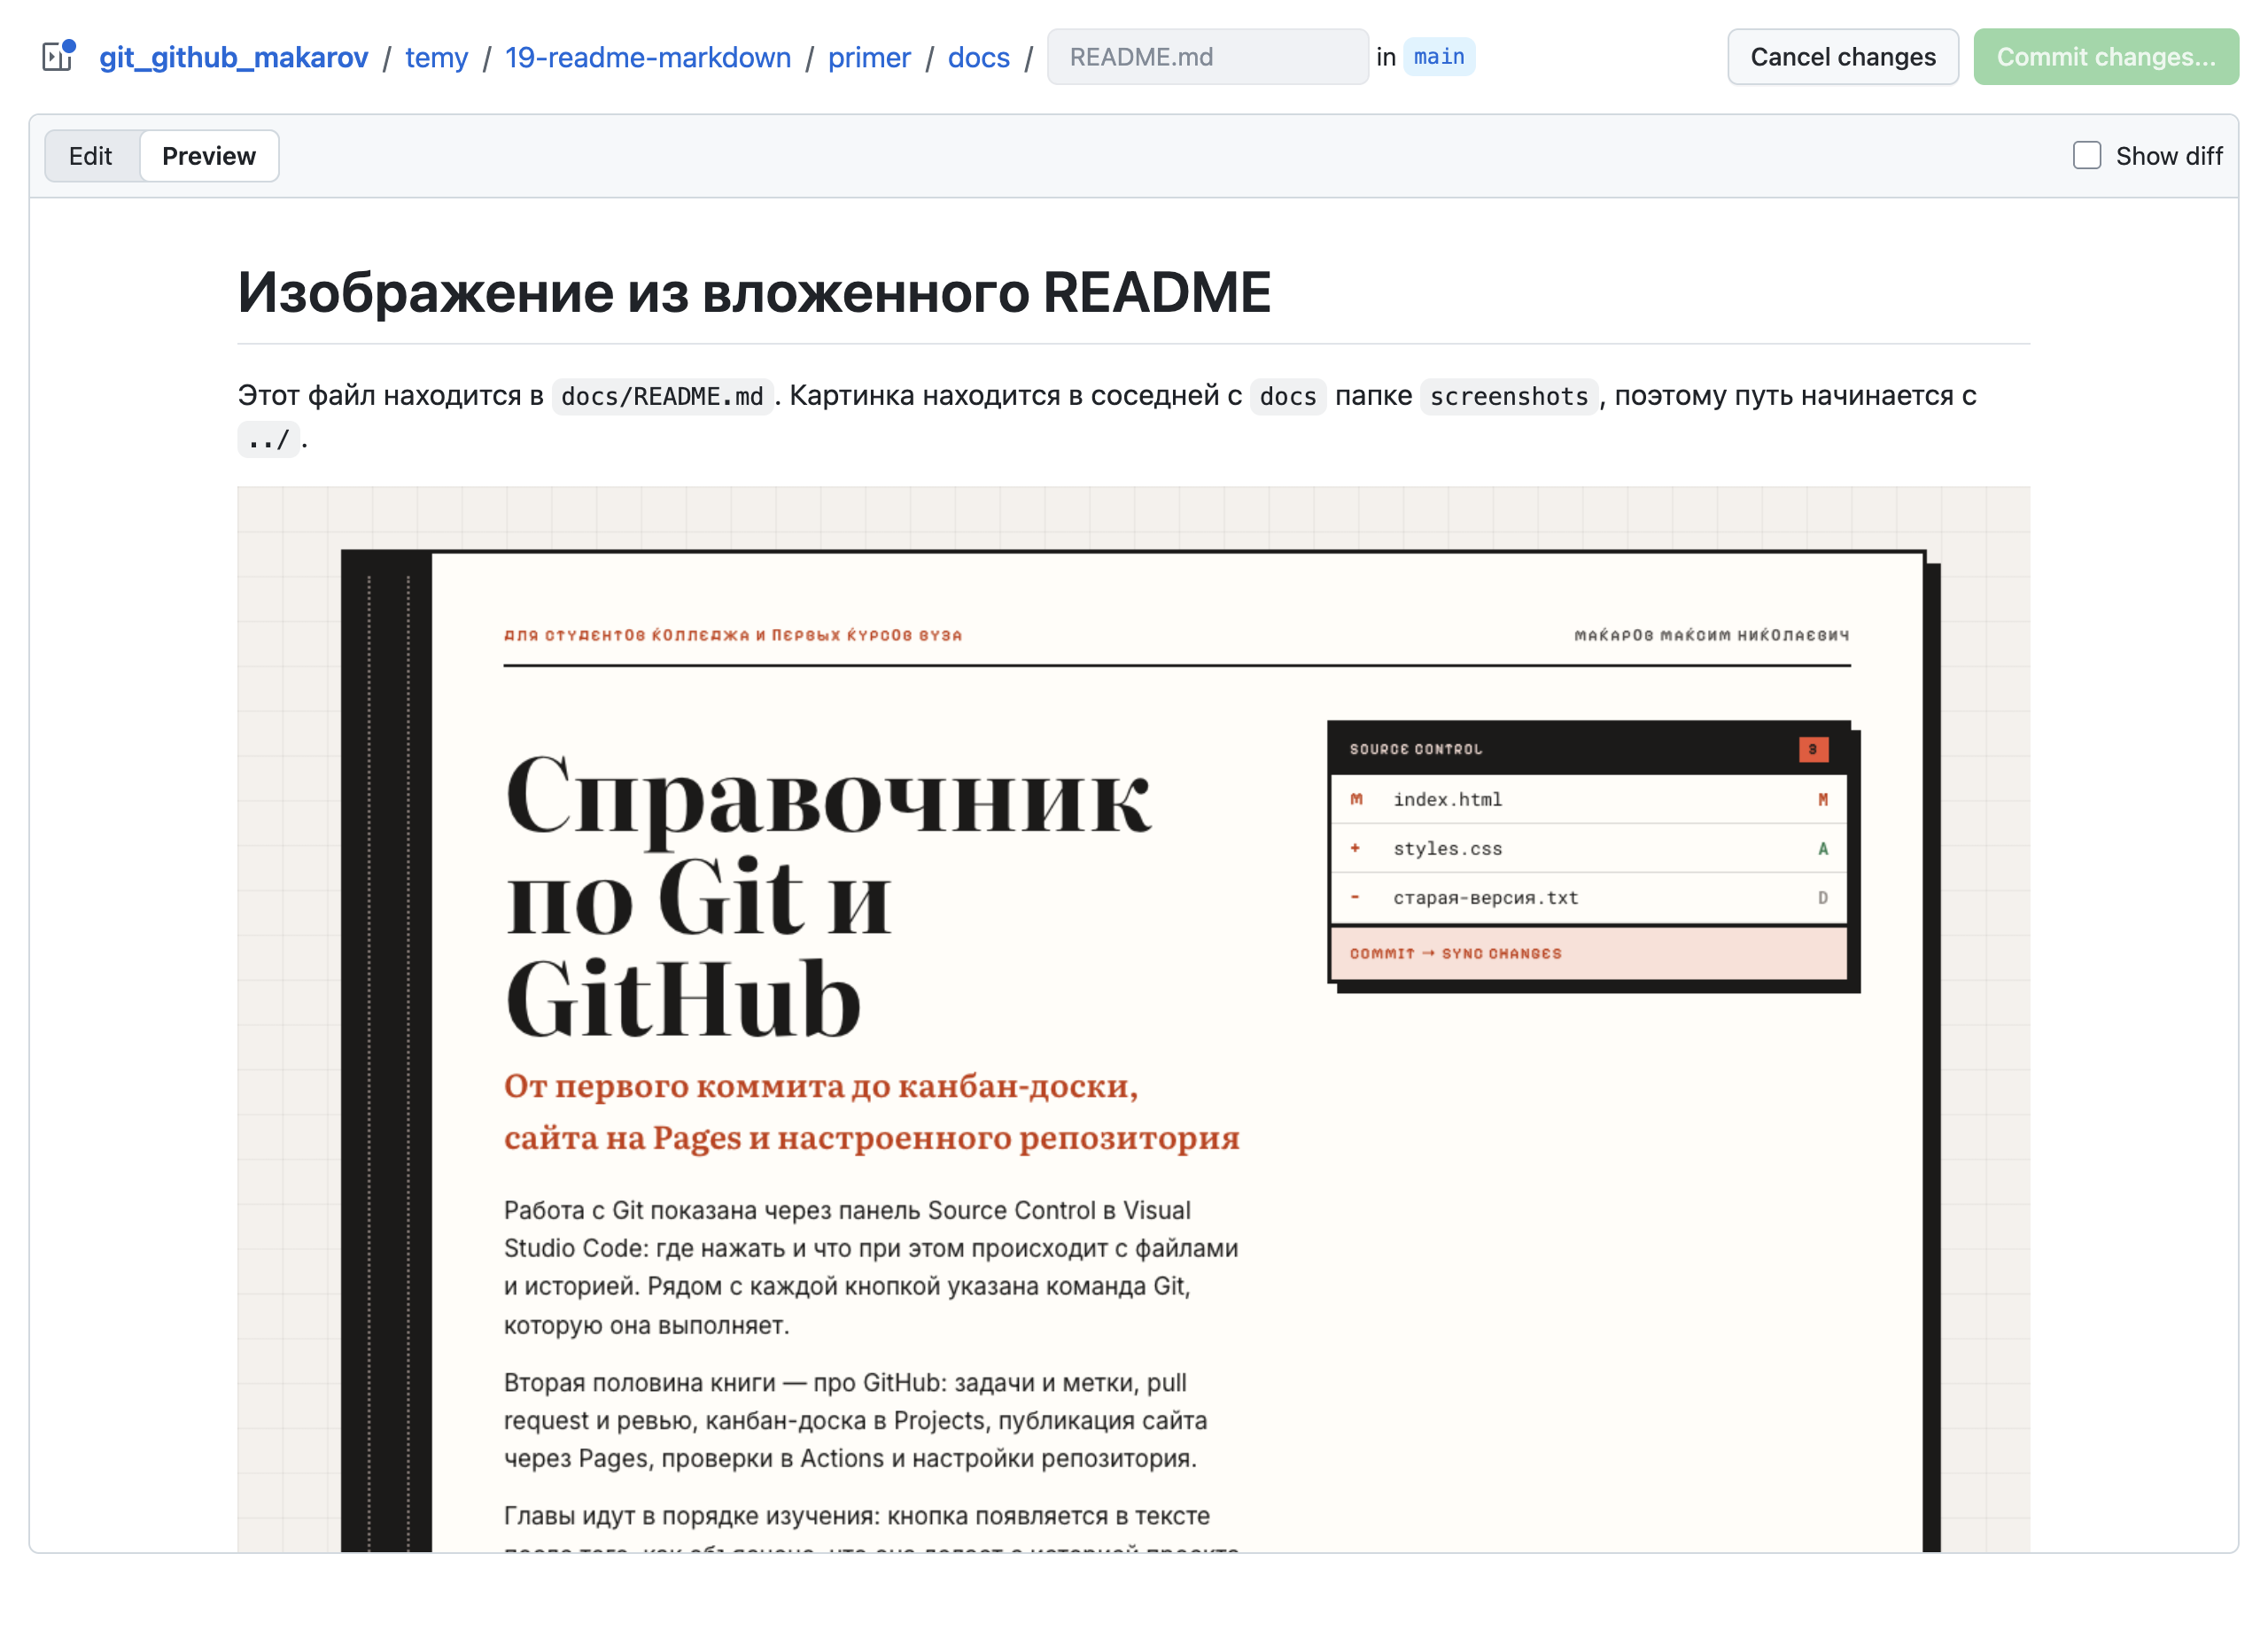 git_github_makarov / temy / 19-readme-markdown / primer / docs / README.md in main Cancel changes Commit changes...
Edit Preview Show diff
Изображение из вложенного README
Этот файл находится в docs/README.md. Картинка находится в соседней с docs папке screenshots, поэтому путь начинается с
../.
ДЛЯ СТУДЕНТОВ КОЛЛЕДЖА И ПЕРВЫХ КУРСОВ ВУЗА
МАКАРОВ МАКСИМ НИКОЛАЕВИЧ
Справочник
по Git и
GitHub
SOURCE CONTROL 3
M index.html M
+ styles.css A
- старая-версия.txt D
COMMIT → SYNC CHANGES
От первого коммита до канбан-доски,
сайта на Pages и настроенного репозитория
Работа с Git показана через панель Source Control в Visual
Studio Code: где нажать и что при этом происходит с файлами
и историей. Рядом с каждой кнопкой указана команда Git,
которую она выполняет.
Вторая половина книги — про GitHub: задачи и метки, pull
request и ревью, канбан-доска в Projects, публикация сайта
через Pages, проверки в Actions и настройки репозитория.
Главы идут в порядке изучения: кнопка появляется в тексте